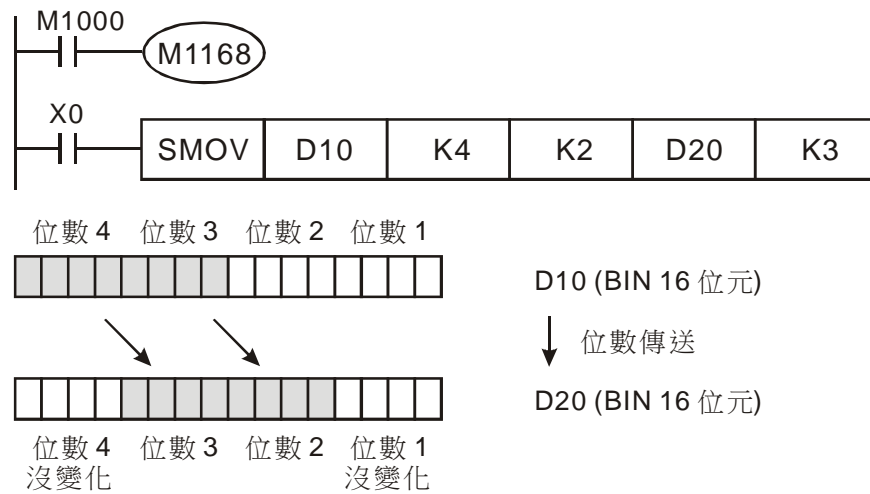 M1000
M1168
X0
SMOV D10 K4 K2 D20 K3
位數 4 位數 3 位數 2 位數 1
D10 (BIN 16 位元)
位數傳送
D20 (BIN 16 位元)
位數 4 位數 3 位數 2 位數 1
沒變化 沒變化